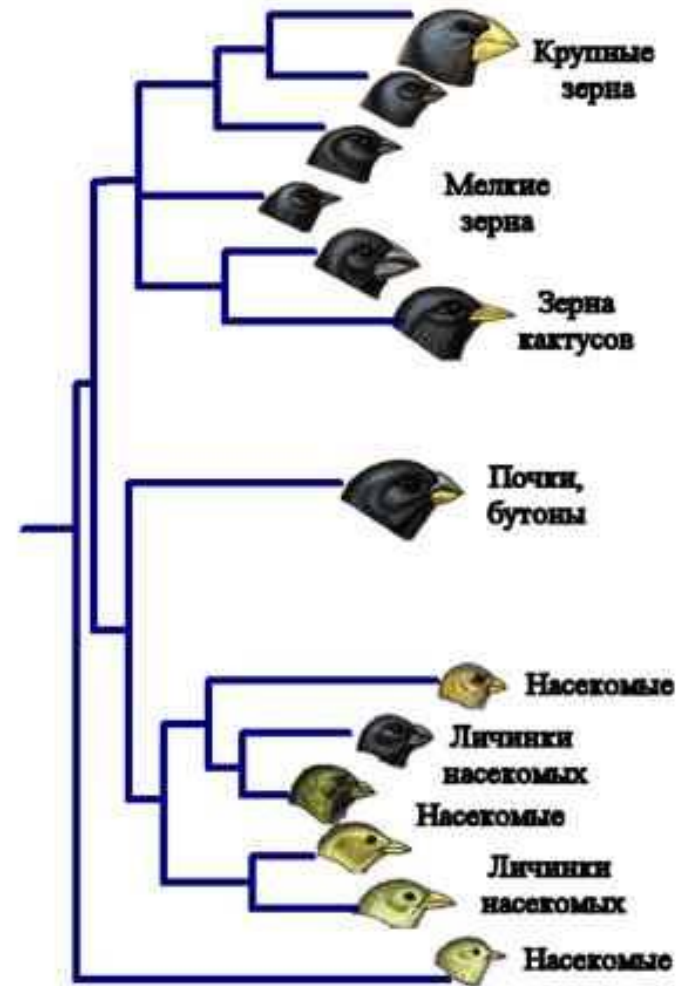 Крупные
зерна
Мелкие
зерна
Зерна
кактусов
Почки,
бутоны
Насекомые
Личинки
насекомых
Насекомые
Личинки
насекомых
Насекомые